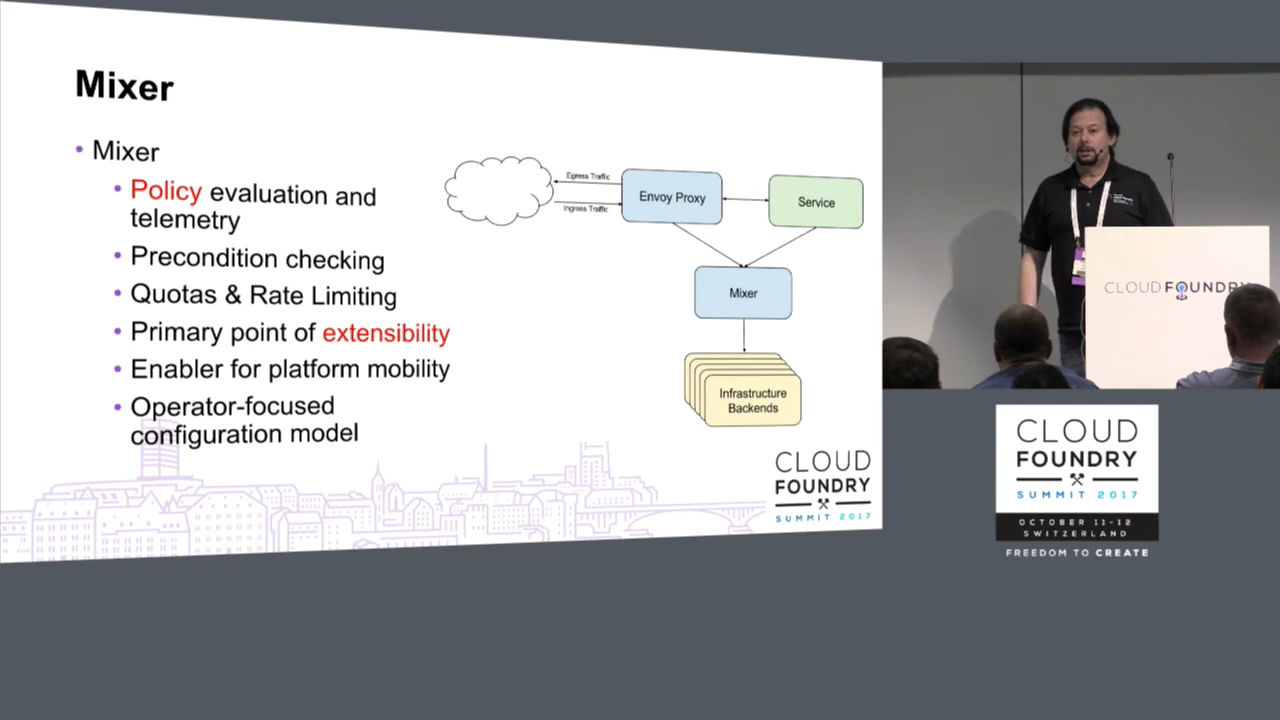 Mixer
• Mixer
• Policy evaluation and
telemetry
• Precondition checking
• Quotas & Rate Limiting
• Primary point of extensibility
• Enabler for platform mobility
• Operator-focused
configuration model
Egress Traffic
Ingress Traffic
Envoy Proxy
Service
Mixer
Infrastructure
Backends
CLOUD
FOUNDRY
SUMMIT 2017
CLOUD FOUNDRY
CLOUD
FOUNDRY
SUMMIT 2017
OCTOBER 11-12
SWITZERLAND
FREEDOM TO CREATE